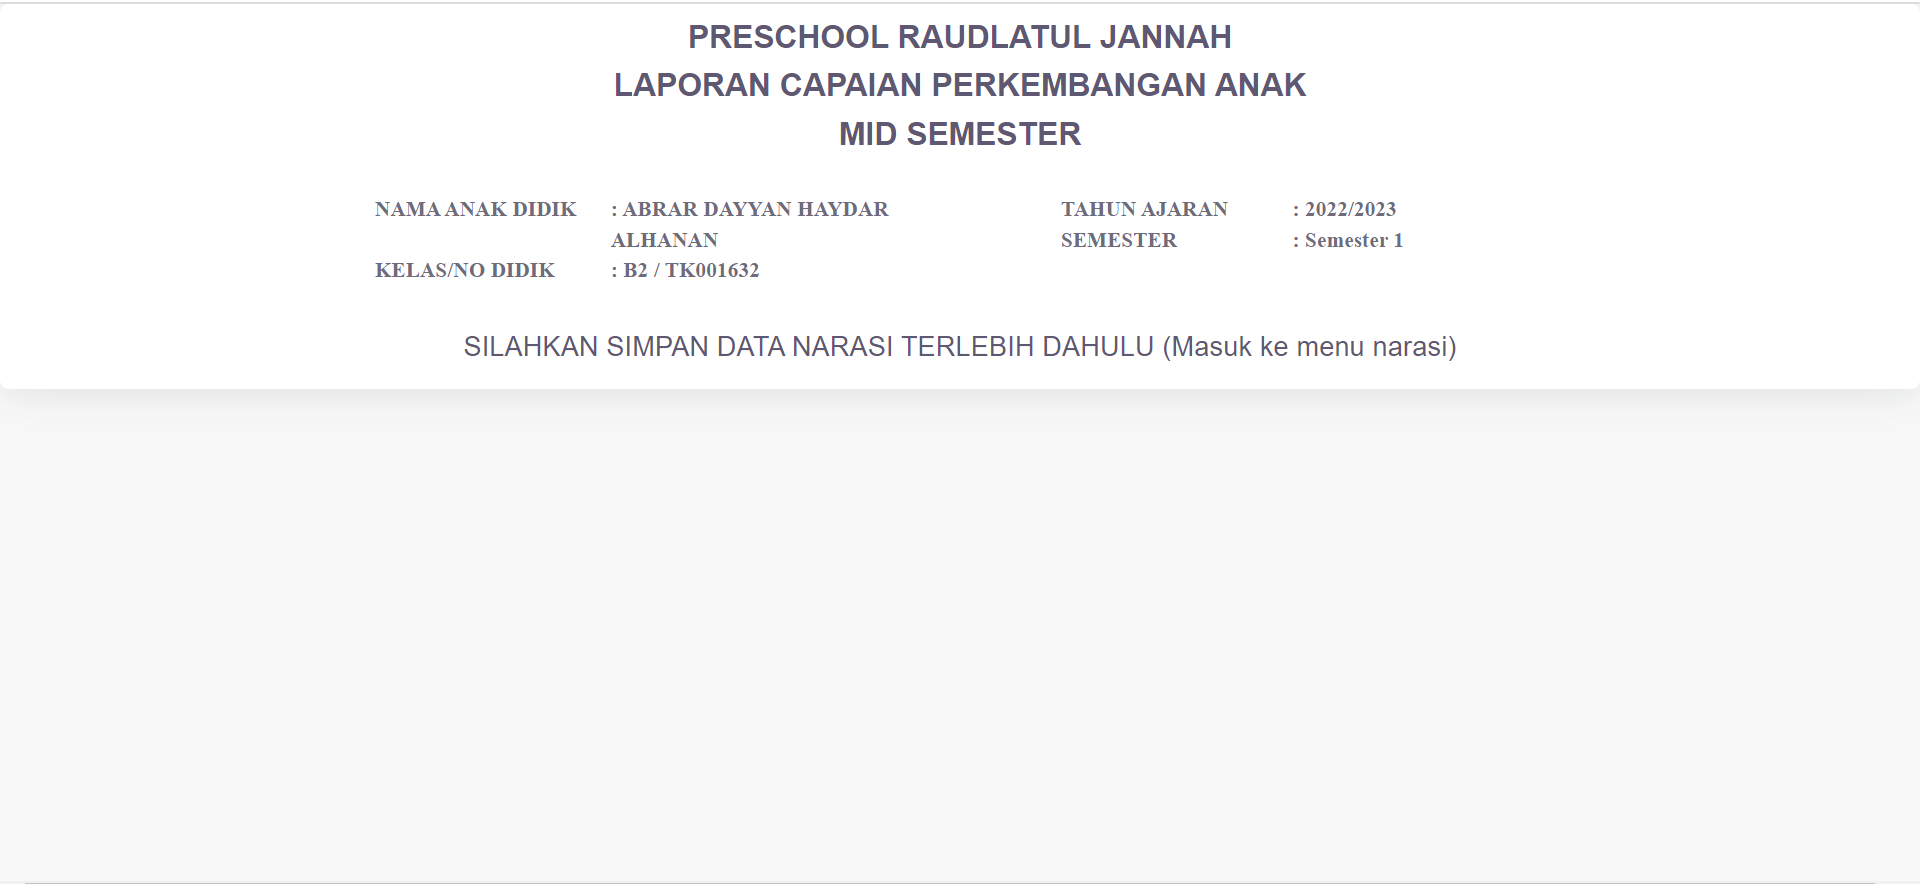 PRESCHOOL RAUDLATUL JANNAH
LAPORAN CAPAIAN PERKEMBANGAN ANAK
MID SEMESTER
NAMA ANAK DIDIK : ABRAR DAYYAN HAYDAR
ALHANAN
KELAS/NO DIDIK : B2 / TK001632
TAHUN AJARAN : 2022/2023
SEMESTER : Semester 1
SILAHKAN SIMPAN DATA NARASI TERLEBIH DAHULU (Masuk ke menu narasi)